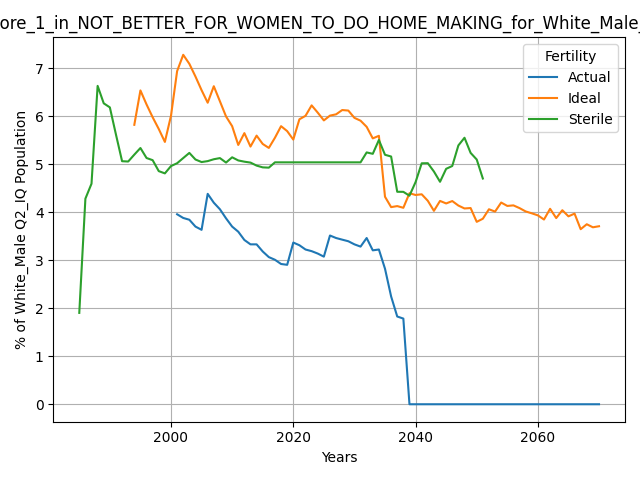 ore_1_in_NOT_BETTER_FOR_WOMEN_TO_DO_HOME_MAKING_for_White_Male_
Fertility
Actual
Ideal
Sterile
% of White_Male Q2_IQ Population
7
6
5
4
3
2
1
0
2000 2020 2040 2060
Years